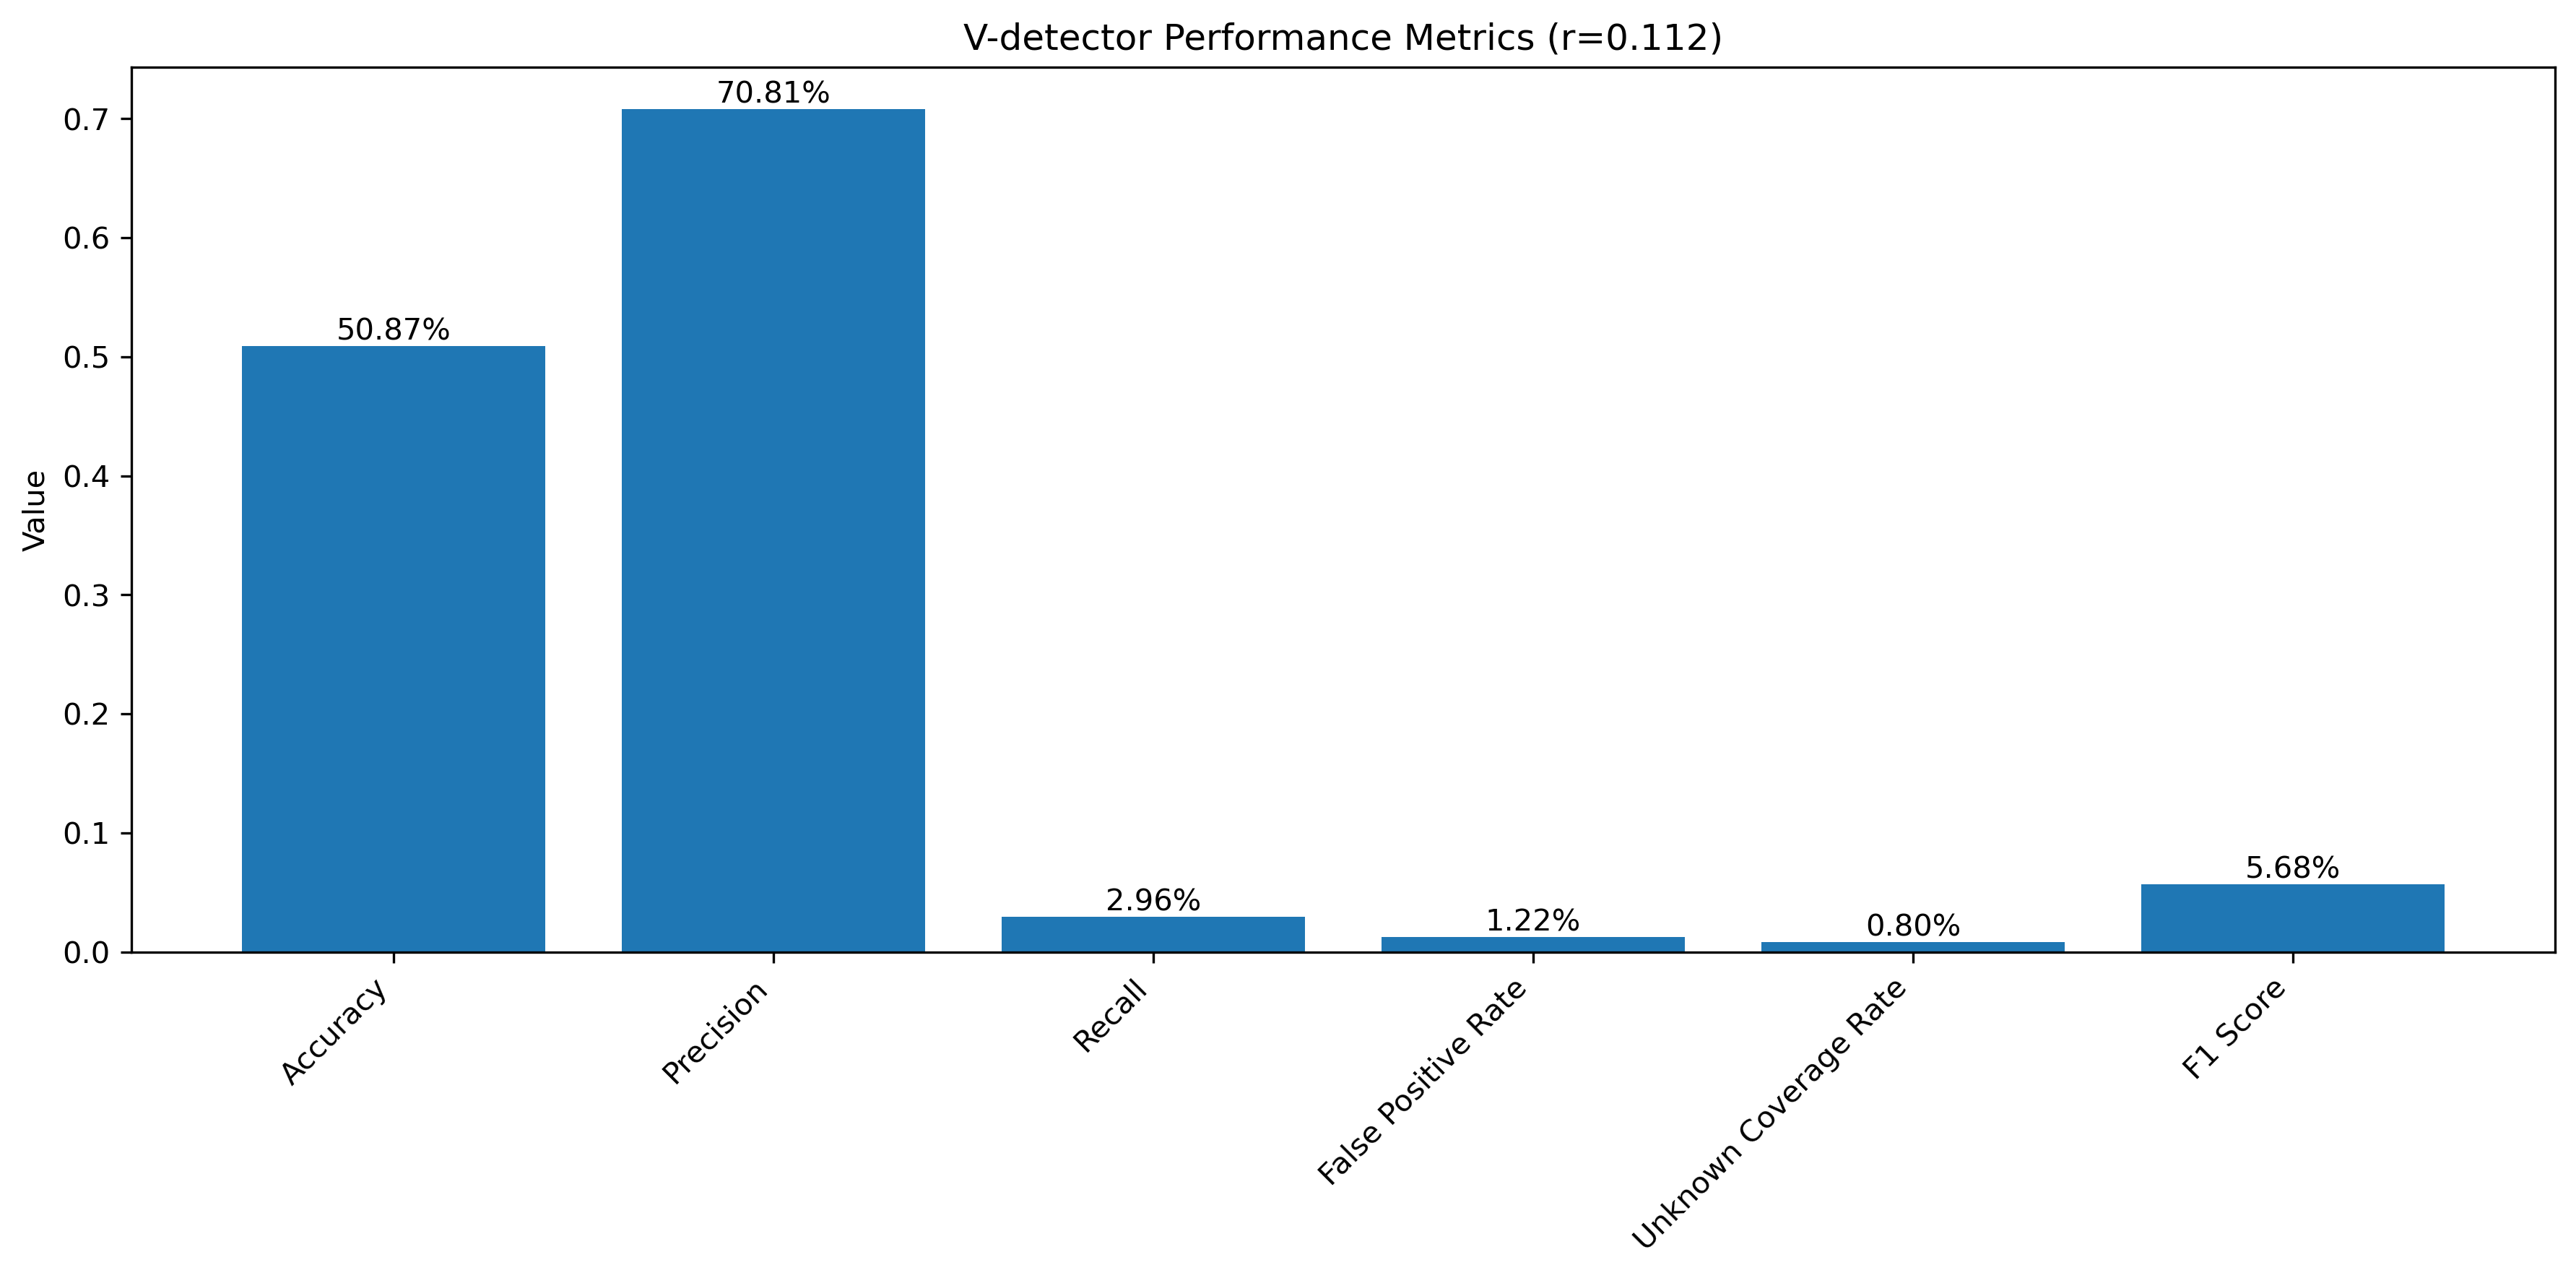 V-detector Performance Metrics (r=0.112)
Value
0.7
0.6
0.5
0.4
0.3
0.2
0.1
0.0
50.87%
70.81%
2.96%
1.22%
0.80%
5.68%
Accuracy
Precision
Recall
False Positive Rate
Unknown Coverage Rate
F1 Score